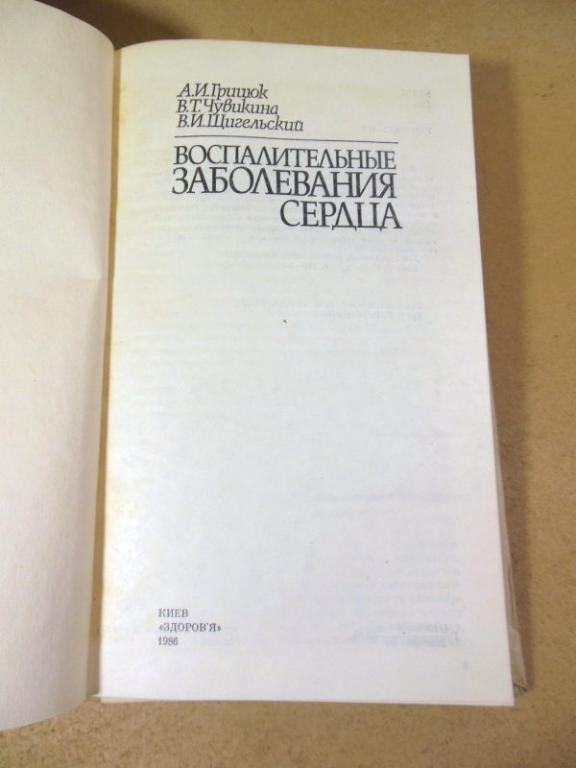 А.И.Грицюк
В.Т.Чувикина
В.И.Щигельский
ВОСПАЛИТЕЛЬНЫЕ
ЗАБОЛЕВАНИЯ
СЕРДЦА
КИЕВ
«ЗДОРОВ'Я»
1986